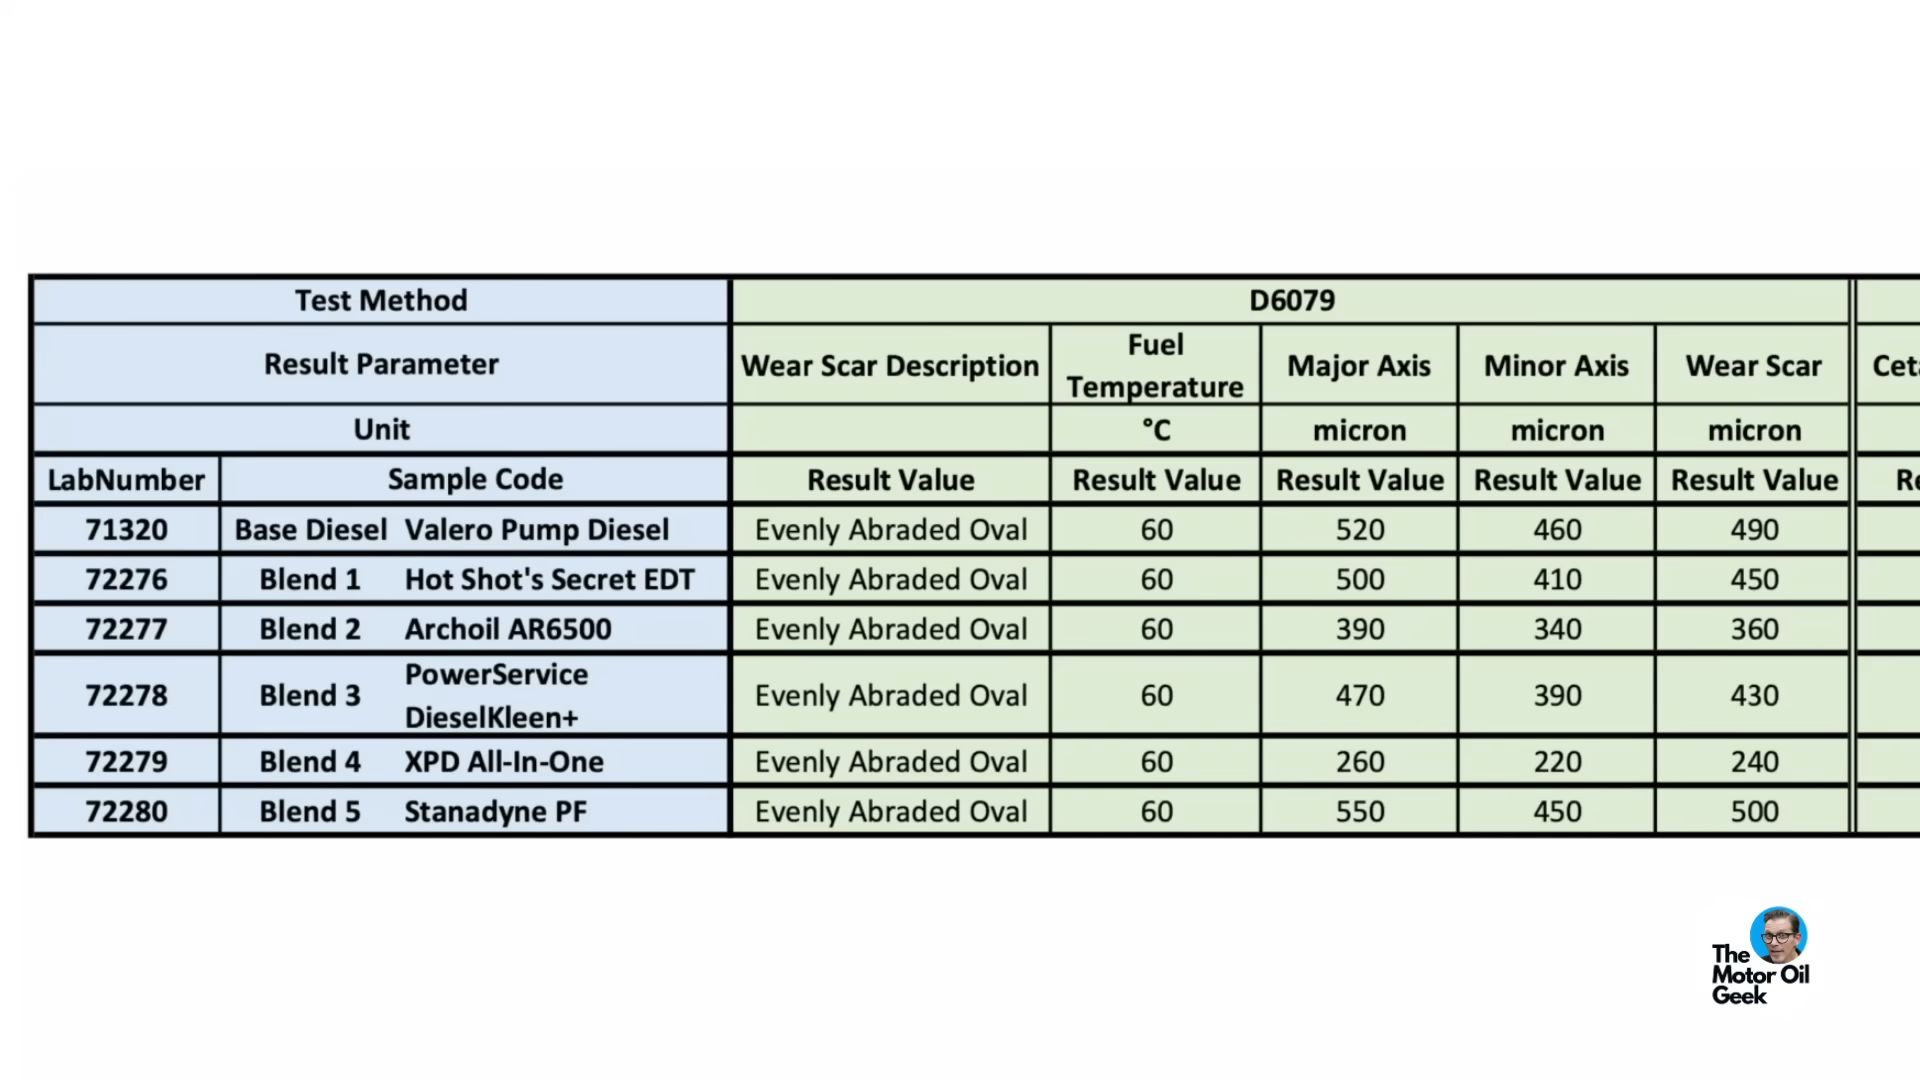 Test Method D6079
Result Parameter Wear Scar Description Fuel Temperature Major Axis Minor Axis Wear Scar
Unit °C micron micron micron
LabNumber Sample Code Result Value Result Value Result Value Result Value Result Value
71320 Base Diesel Valero Pump Diesel Evenly Abraded Oval 60 520 460 490
72276 Blend 1 Hot Shot's Secret EDT Evenly Abraded Oval 60 500 410 450
72277 Blend 2 Archoil AR6500 Evenly Abraded Oval 60 390 340 360
72278 Blend 3 PowerService DieselKleen+ Evenly Abraded Oval 60 470 390 430
72279 Blend 4 XPD All-In-One Evenly Abraded Oval 60 260 220 240
72280 Blend 5 Stanadyne PF Evenly Abraded Oval 60 550 450 500
The
Motor Oil
Geek